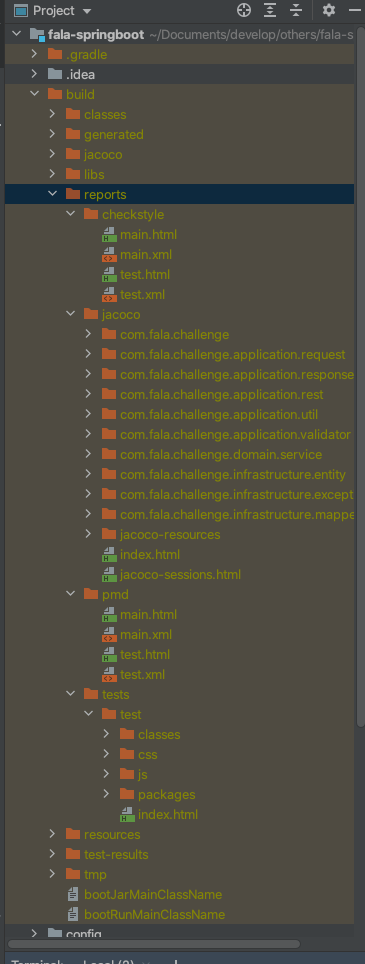 Project
fala-springboot ~/Documents/develop/others/fala-s
.gradle
.idea
build
classes
generated
jacoco
libs
reports
checkstyle
main.html
main.xml
test.html
test.xml
jacoco
com.fala.challenge
com.fala.challenge.application.request
com.fala.challenge.application.response
com.fala.challenge.application.rest
com.fala.challenge.application.util
com.fala.challenge.application.validator
com.fala.challenge.domain.service
com.fala.challenge.infrastructure.entity
com.fala.challenge.infrastructure.except
com.fala.challenge.infrastructure.mappe
jacoco-resources
index.html
jacoco-sessions.html
pmd
main.html
main.xml
test.html
test.xml
tests
test
classes
css
js
packages
index.html
resources
test-results
tmp
bootJarMainClassName
bootRunMainClassName
config